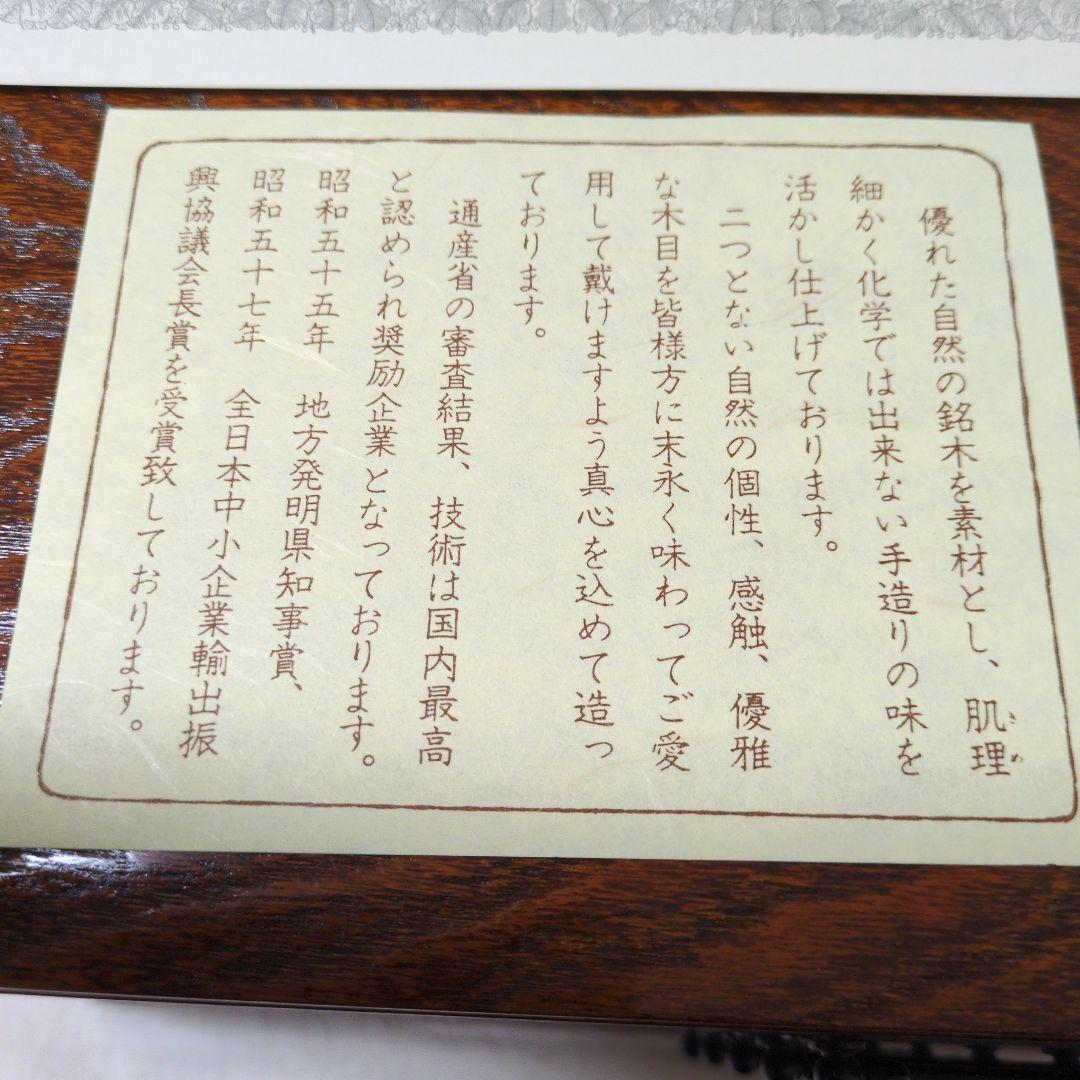 優れた自然の銘木を素材とし、肌理
きめ
細かく化学では出来ない手造りの味を
活かし仕上げております。
二つとない自然の個性、感触、優雅
な木目を皆様方に末永く味わってご愛
用して戴けますよう真心を込めて造っ
ております。
通産省の審査結果、技術は国内最高
と認められ奨励企業となっております。
昭和五十五年　地方発明県知事賞、
昭和五十七年　全日本中小企業輸出振
興協議会長賞を受賞致しております。